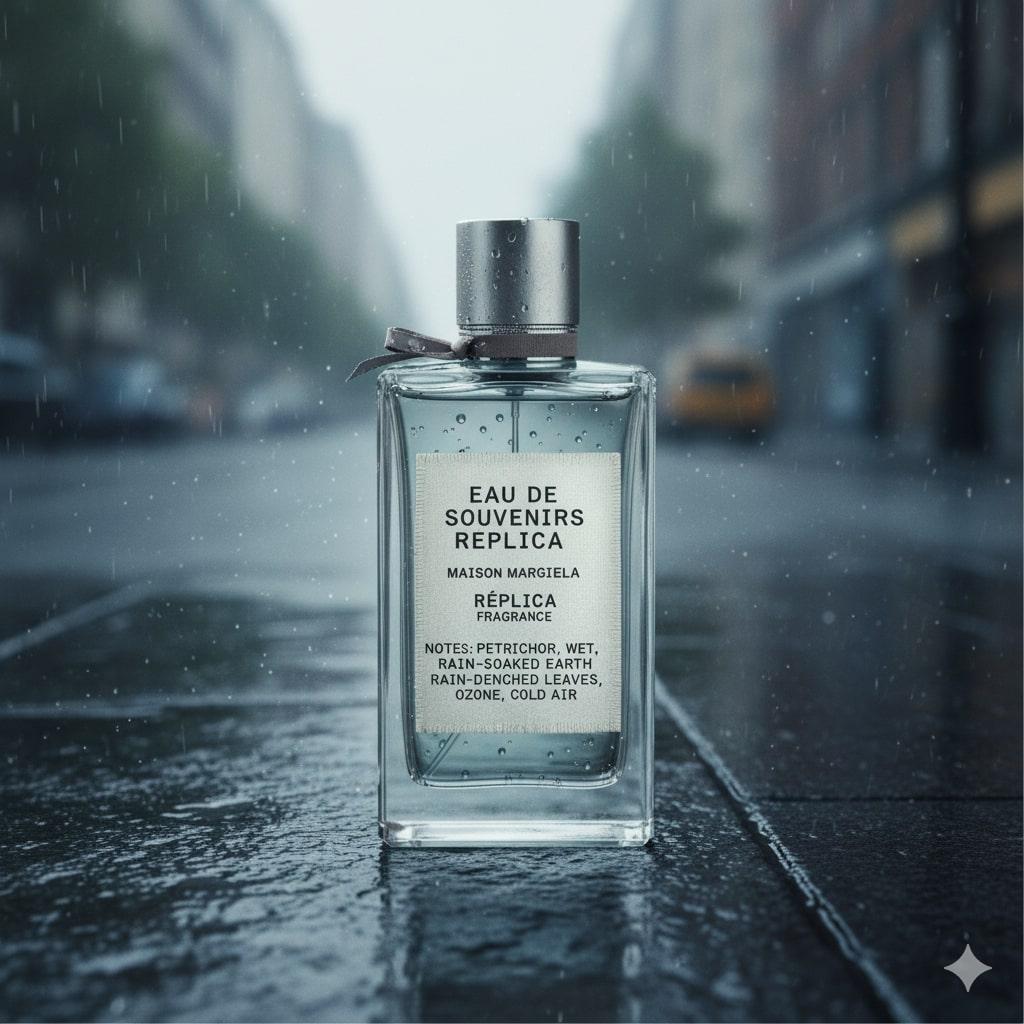 EAU DE
SOUVENIRS
REPLICA
MAISON MARGIELA
RÉPLICA
FRAGRANCE
NOTES: PETRICHOR, WET,
RAIN-SOAKED EARTH
RAIN-DENCHED LEAVES,
OZONE, COLD AIR